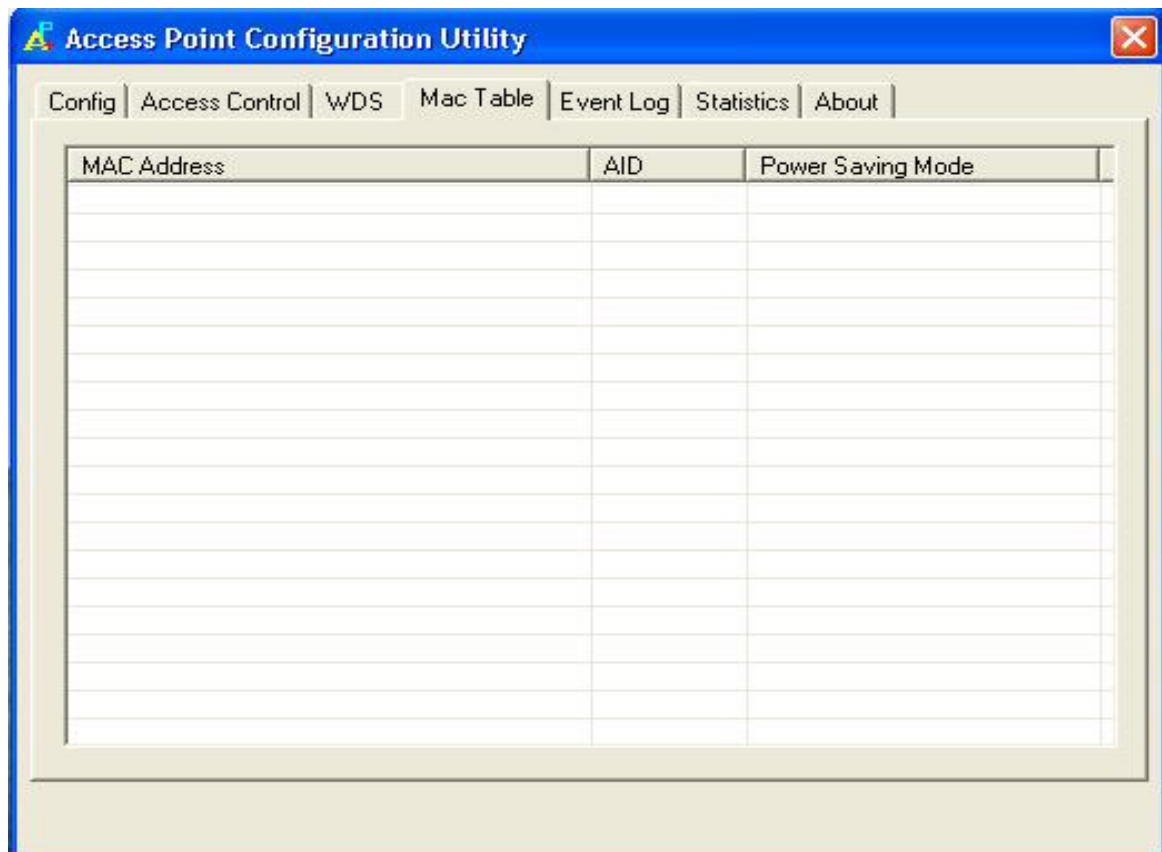 Access Point Configuration Utility
Config Access Control WDS Mac Table Event Log Statistics About
MAC Address AID Power Saving Mode